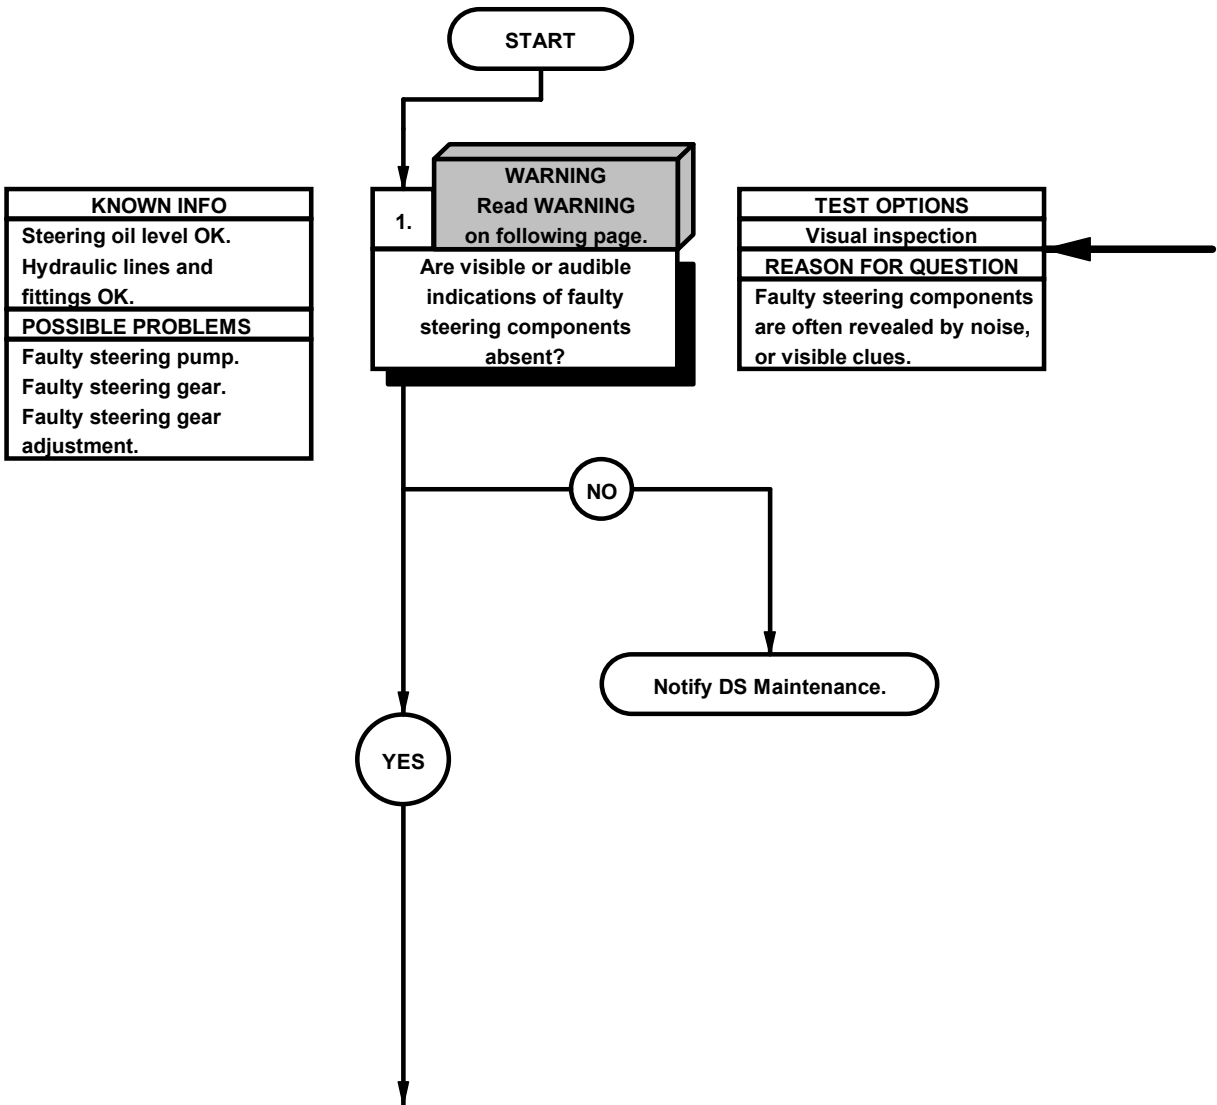 START
KNOWN INFO
Steering oil level OK.
Hydraulic lines and
fittings OK.
POSSIBLE PROBLEMS
Faulty steering pump.
Faulty steering gear.
Faulty steering gear
adjustment.
1.
WARNING
Read WARNING
on following page.
Are visible or audible
indications of faulty
steering components
absent?
TEST OPTIONS
Visual inspection
REASON FOR QUESTION
Faulty steering components
are often revealed by noise,
or visible clues.
NO
Notify DS Maintenance.
YES